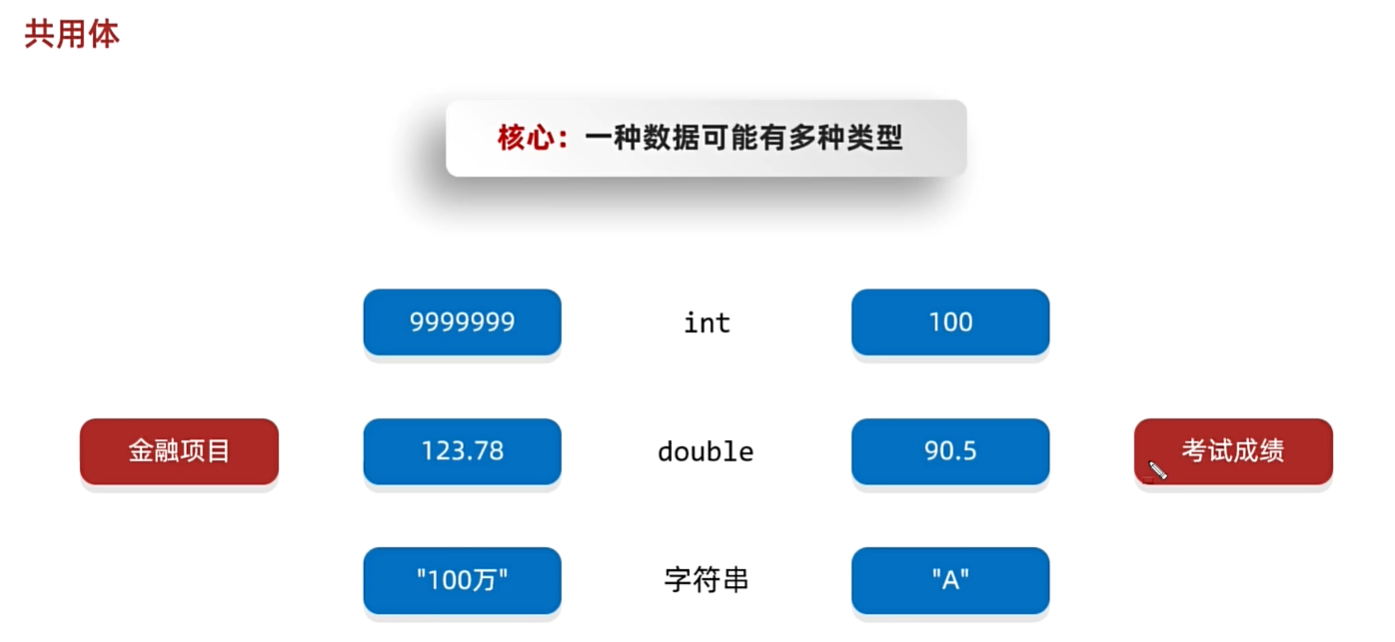 共用体
核心：一种数据可能有多种类型
9999999 int 100
金融项目 123.78 double 90.5 考试成绩
"100万" 字符串 "A"